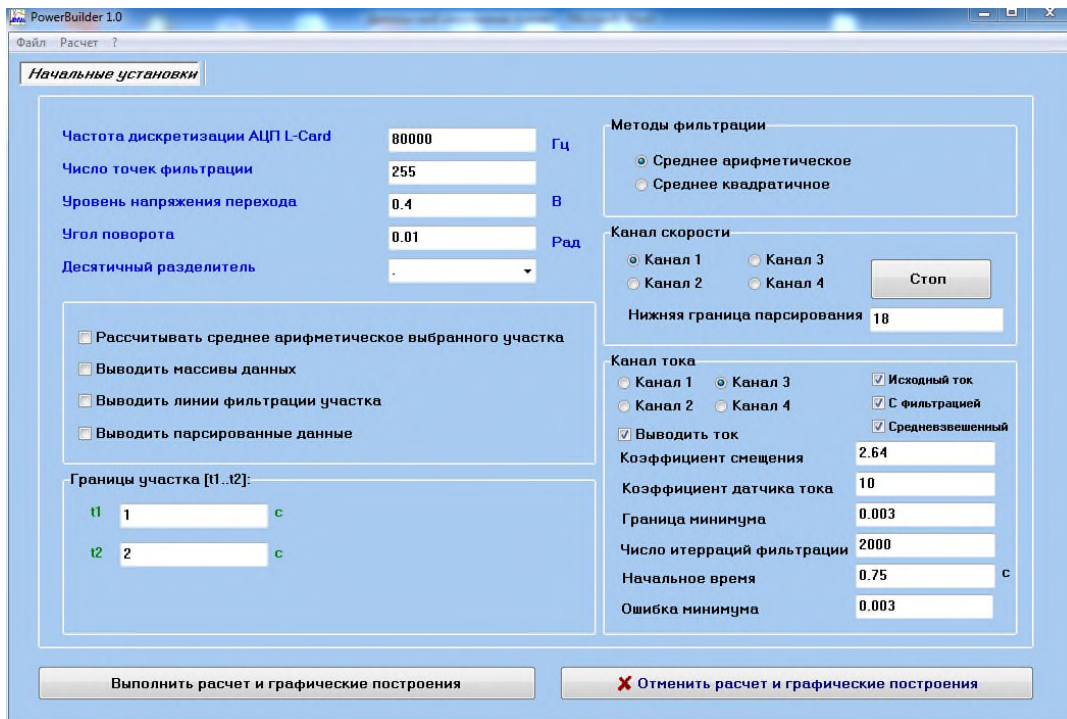 PowerBuilder 1.0
Файл Расчет ?
Начальные установки
Частота дискретизации АЦП L-Card 80000 Гц
Число точек фильтрации 255
Уровень напряжения перехода 0.4 В
Угол поворота 0.01 Рад
Десятичный разделитель .
Рассчитывать среднее арифметическое выбранного участка
Выводить массивы данных
Выводить линии фильтрации участка
Выводить парсированные данные
Границы участка [t1..t2]:
t1 1 с
t2 2 с
Методы фильтрации
Среднее арифметическое
Среднее квадратичное
Канал скорости
Канал 1 Канал 3
Канал 2 Канал 4
Стоп
Нижняя граница парсирования 18
Канал тока
Канал 1 Канал 3 Исходный ток
Канал 2 Канал 4 С фильтрацией
Выводить ток Средневзвешенный
Коэффициент смещения 2.64
Коэффициент датчика тока 10
Граница минимума 0.003
Число итерраций фильтрации 2000
Начальное время 0.75 с
Ошибка минимума 0.003
Выполнить расчет и графические построения
Отменить расчет и графические построения